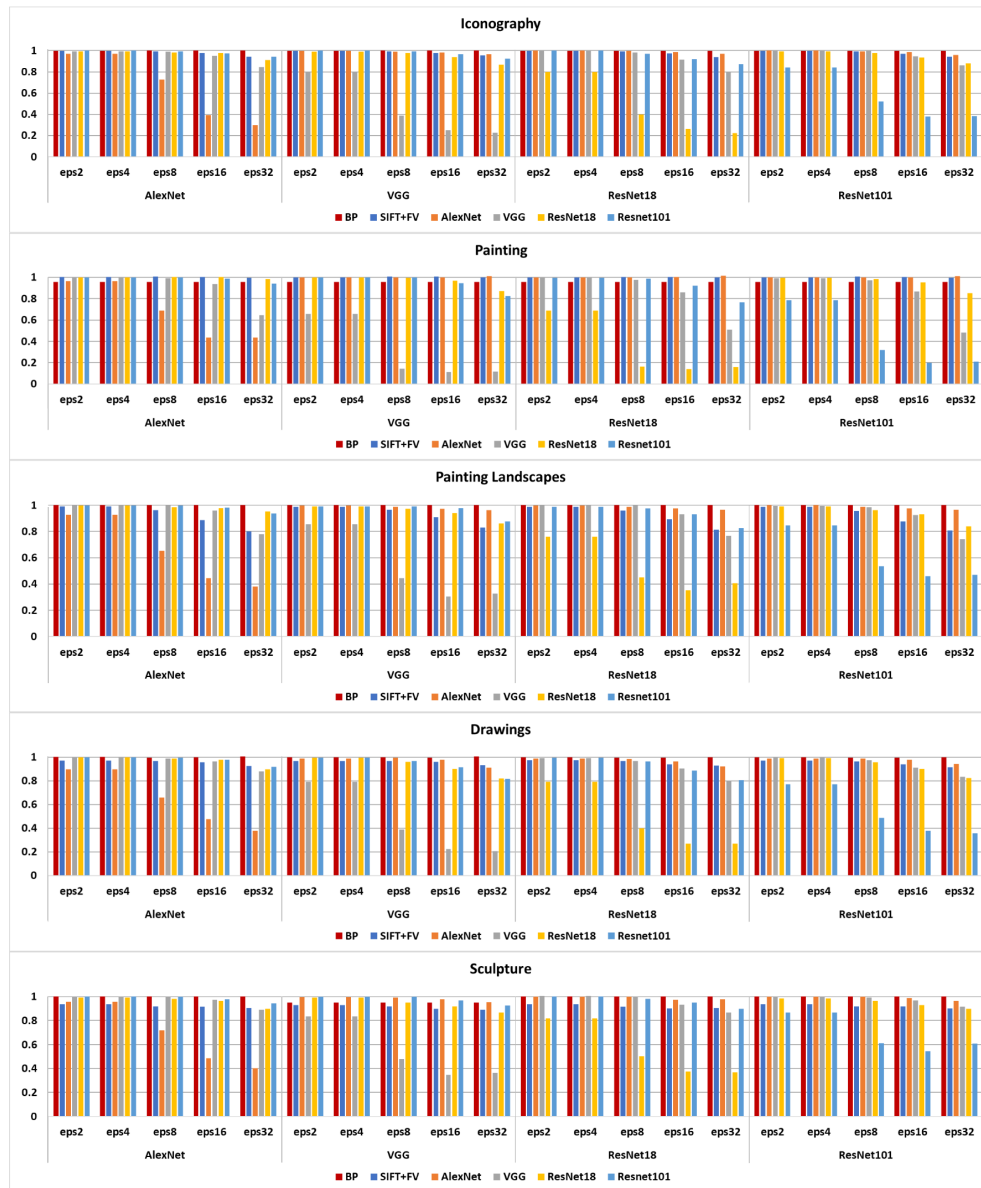 Iconography
1
0.8
0.6
0.4
0.2
0
eps2 eps4 eps8 eps16 eps32 eps2 eps4 eps8 eps16 eps32 eps2 eps4 eps8 eps16 eps32 eps2 eps4 eps8 eps16 eps32
AlexNet VGG ResNet18 ResNet101
BP SIFT+FV AlexNet VGG ResNet18 Resnet101
Painting
1
0.8
0.6
0.4
0.2
0
eps2 eps4 eps8 eps16 eps32 eps2 eps4 eps8 eps16 eps32 eps2 eps4 eps8 eps16 eps32 eps2 eps4 eps8 eps16 eps32
AlexNet VGG ResNet18 ResNet101
BP SIFT+FV AlexNet VGG ResNet18 Resnet101
Painting Landscapes
1
0.8
0.6
0.4
0.2
0
eps2 eps4 eps8 eps16 eps32 eps2 eps4 eps8 eps16 eps32 eps2 eps4 eps8 eps16 eps32 eps2 eps4 eps8 eps16 eps32
AlexNet VGG ResNet18 ResNet101
BP SIFT+FV AlexNet VGG ResNet18 Resnet101
Drawings
1
0.8
0.6
0.4
0.2
0
eps2 eps4 eps8 eps16 eps32 eps2 eps4 eps8 eps16 eps32 eps2 eps4 eps8 eps16 eps32 eps2 eps4 eps8 eps16 eps32
AlexNet VGG ResNet18 ResNet101
BP SIFT+FV AlexNet VGG ResNet18 Resnet101
Sculpture
1
0.8
0.6
0.4
0.2
0
eps2 eps4 eps8 eps16 eps32 eps2 eps4 eps8 eps16 eps32 eps2 eps4 eps8 eps16 eps32 eps2 eps4 eps8 eps16 eps32
AlexNet VGG ResNet18 ResNet101
BP SIFT+FV AlexNet VGG ResNet18 Resnet101